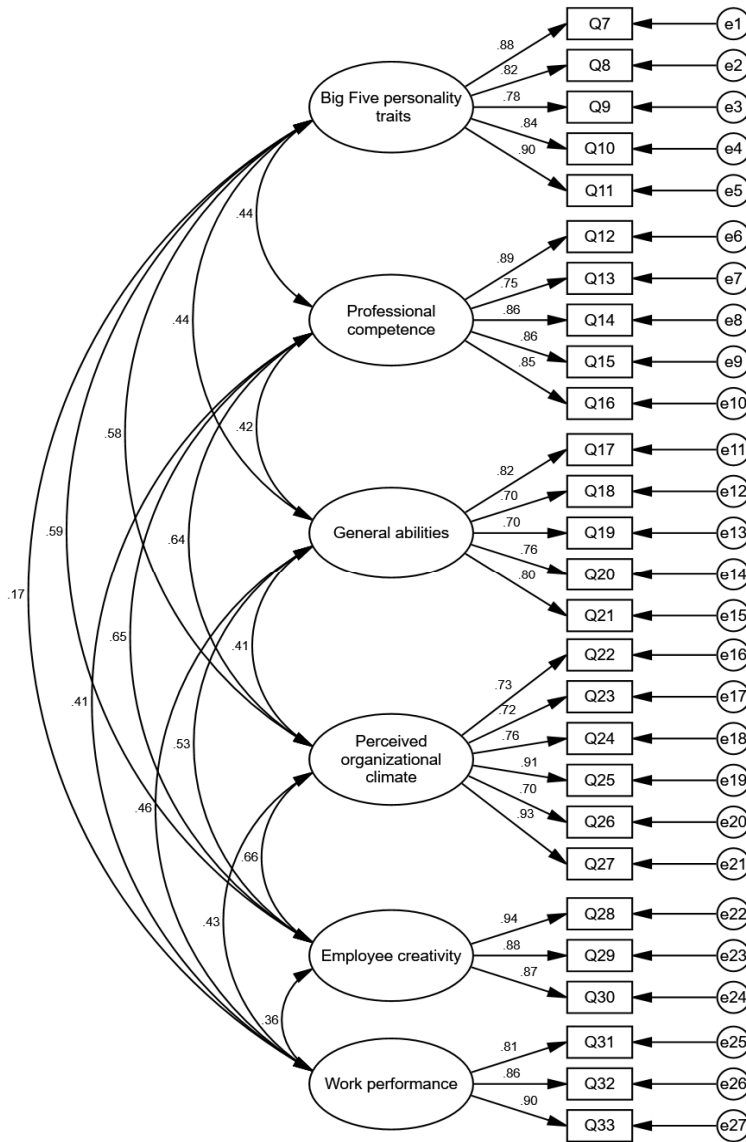 Q7 e1
.88
Q8 e2
.82
Big Five personality
traits
.78
Q9 e3
.84
Q10 e4
.90
Q11 e5
.44
Q12 e6
.89
Q13 e7
.75
Professional
competence
.86
Q14 e8
.86
Q15 e9
.85
Q16 e10
.44
.58
.42
Q17 e11
.82
Q18 e12
.70
General abilities
.70
Q19 e13
.76
Q20 e14
.80
Q21 e15
.59
.64
.17
.65
.41
Q22 e16
.73
Q23 e17
.72
Perceived
organizational
climate
.76
Q24 e18
.91
Q25 e19
.70
Q26 e20
.93
Q27 e21
.41
.53
.46
.66
.43
Q28 e22
.94
Employee creativity
.88
Q29 e23
.87
Q30 e24
.36
Q31 e25
.81
Work performance
.86
Q32 e26
.90
Q33 e27